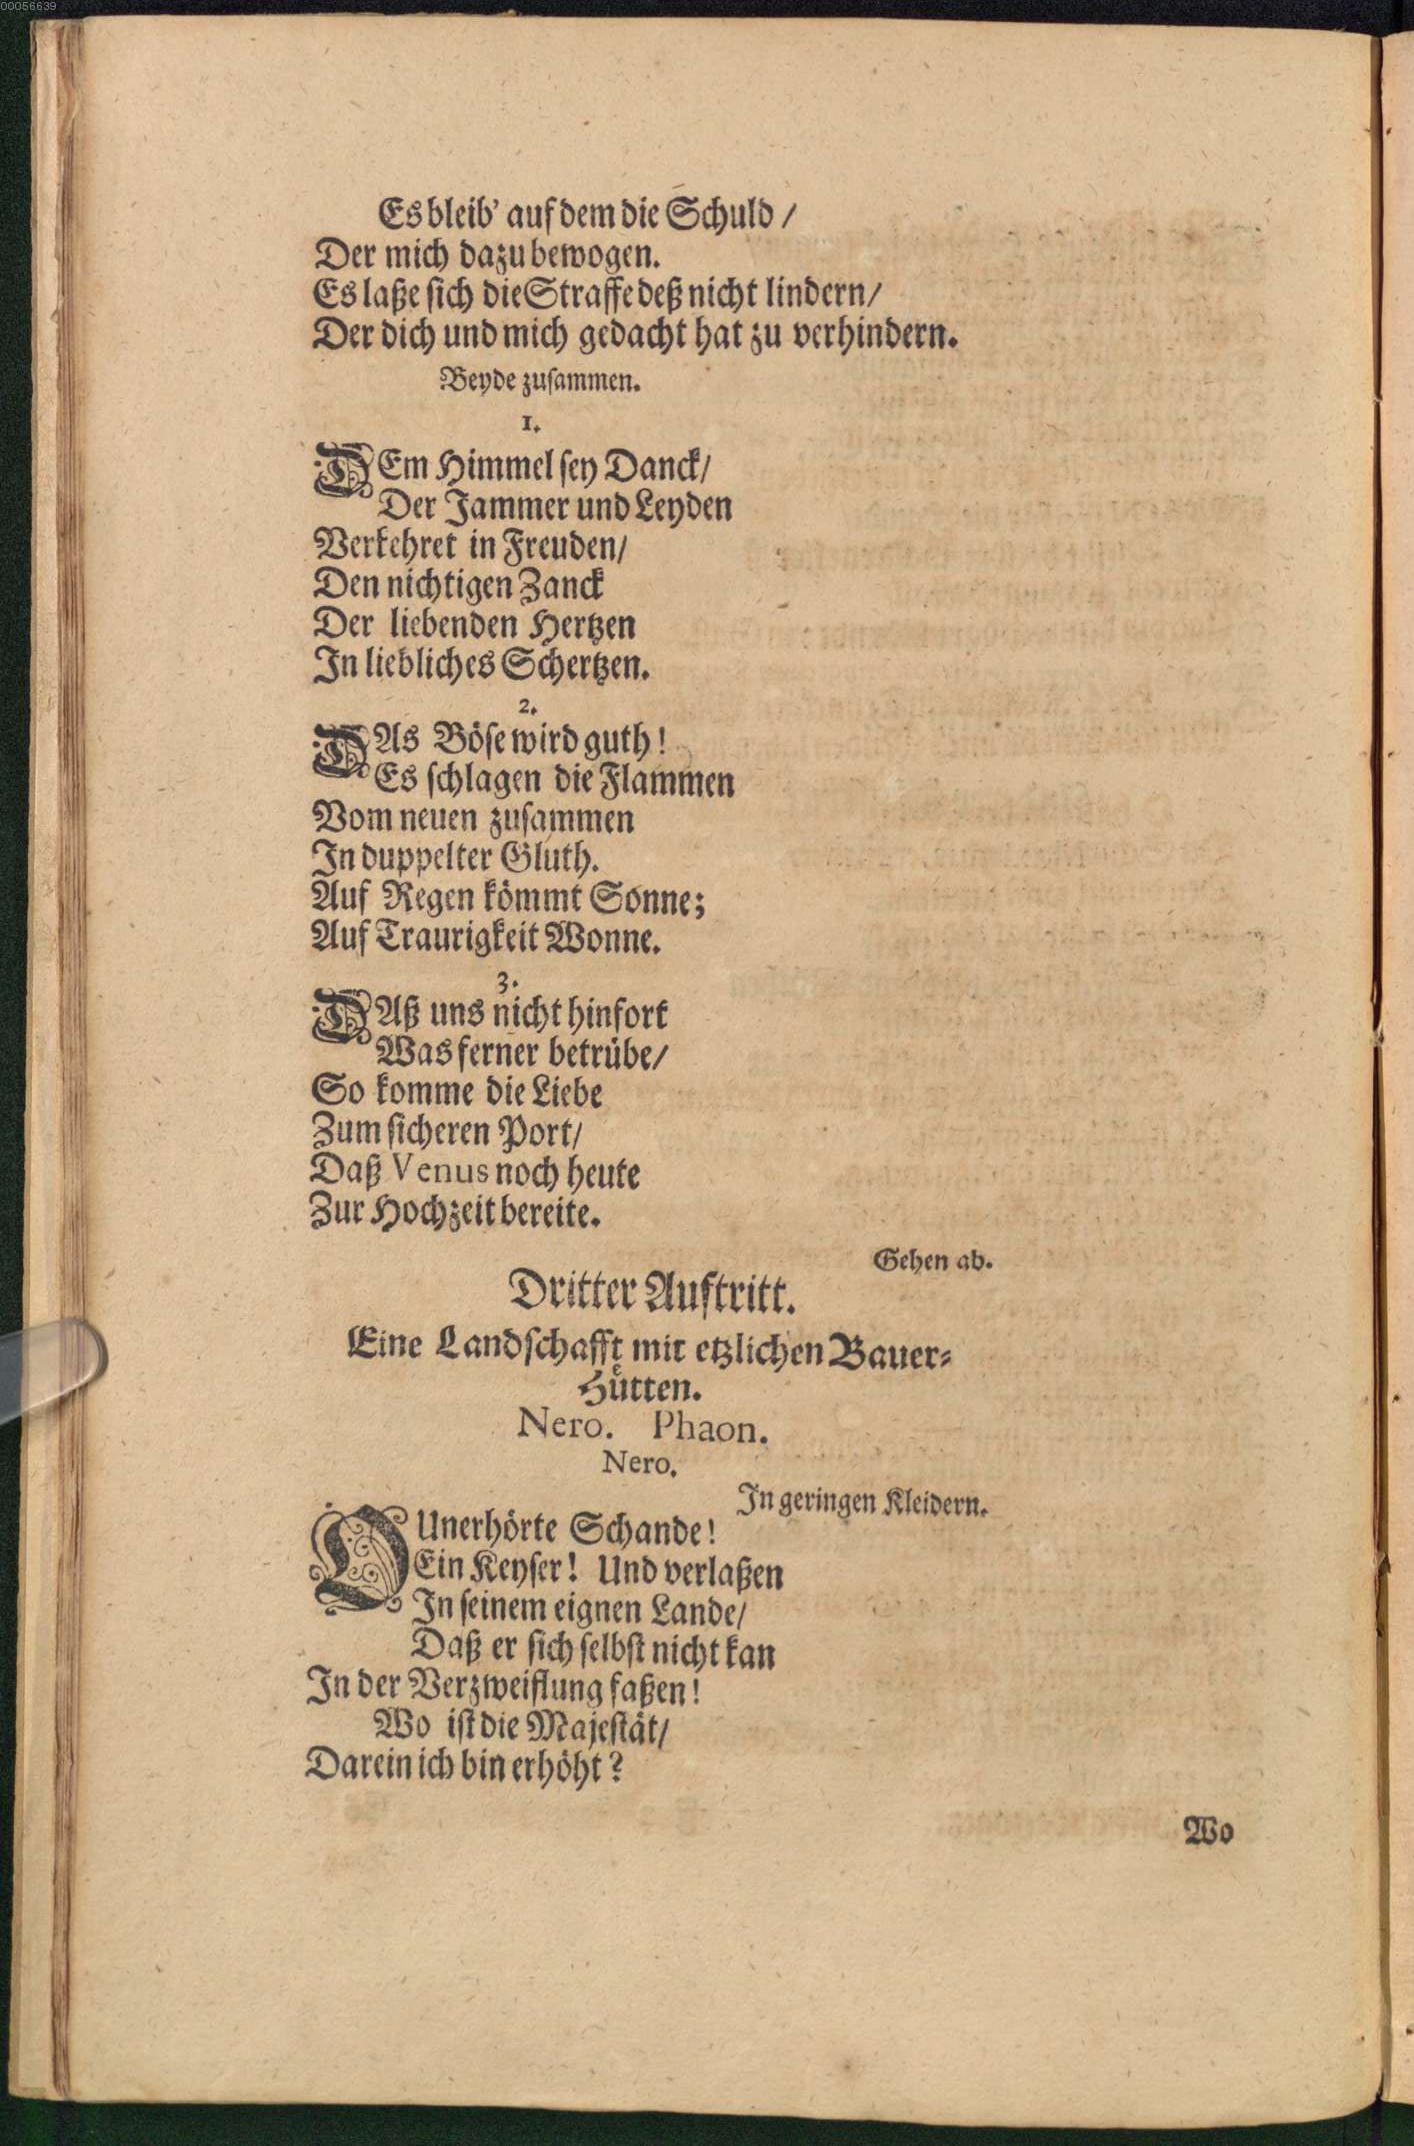 00056639
Es bleib’ auf dem die Schuld /
Der mich dazu bewogen.
Es laße sich die Straffe deß nicht lindern/
Der dich und mich gedacht hat zu verhindern.
Beyde zusammen.
1.
DEm Himmel sey Danck/
Der Jammer und Leyden
Verkehret in Freuden/
Den nichtigen Zanck
Der liebenden Hertzen
In liebliches Schertzen.
2.
DAs Böse wird guth!
Es schlagen die Flammen
Vom neuen zusammen
In duppelter Gluth.
Auf Regen kömmt Sonne;
Auf Traurigkeit Wonne.
3.
DAß uns nicht hinfort
Was ferner betrübe/
So komme die Liebe
Zum sicheren Port/
Daß Venus noch heute
Zur Hochzeit bereite.
Gehen ab.
Dritter Auftritt.
Eine Landschafft mit etzlichen Bauer-
Hütten.
Nero. Phaon.
Nero.
In geringen Kleidern.
O Unerhörte Schande!
Ein Keyser! Und verlaßen
In seinem eignen Lande/
Daß er sich selbst nicht kan
In der Verzweiflung faßen!
Wo ist die Majestät/
Darein ich bin erhöht?
Wo